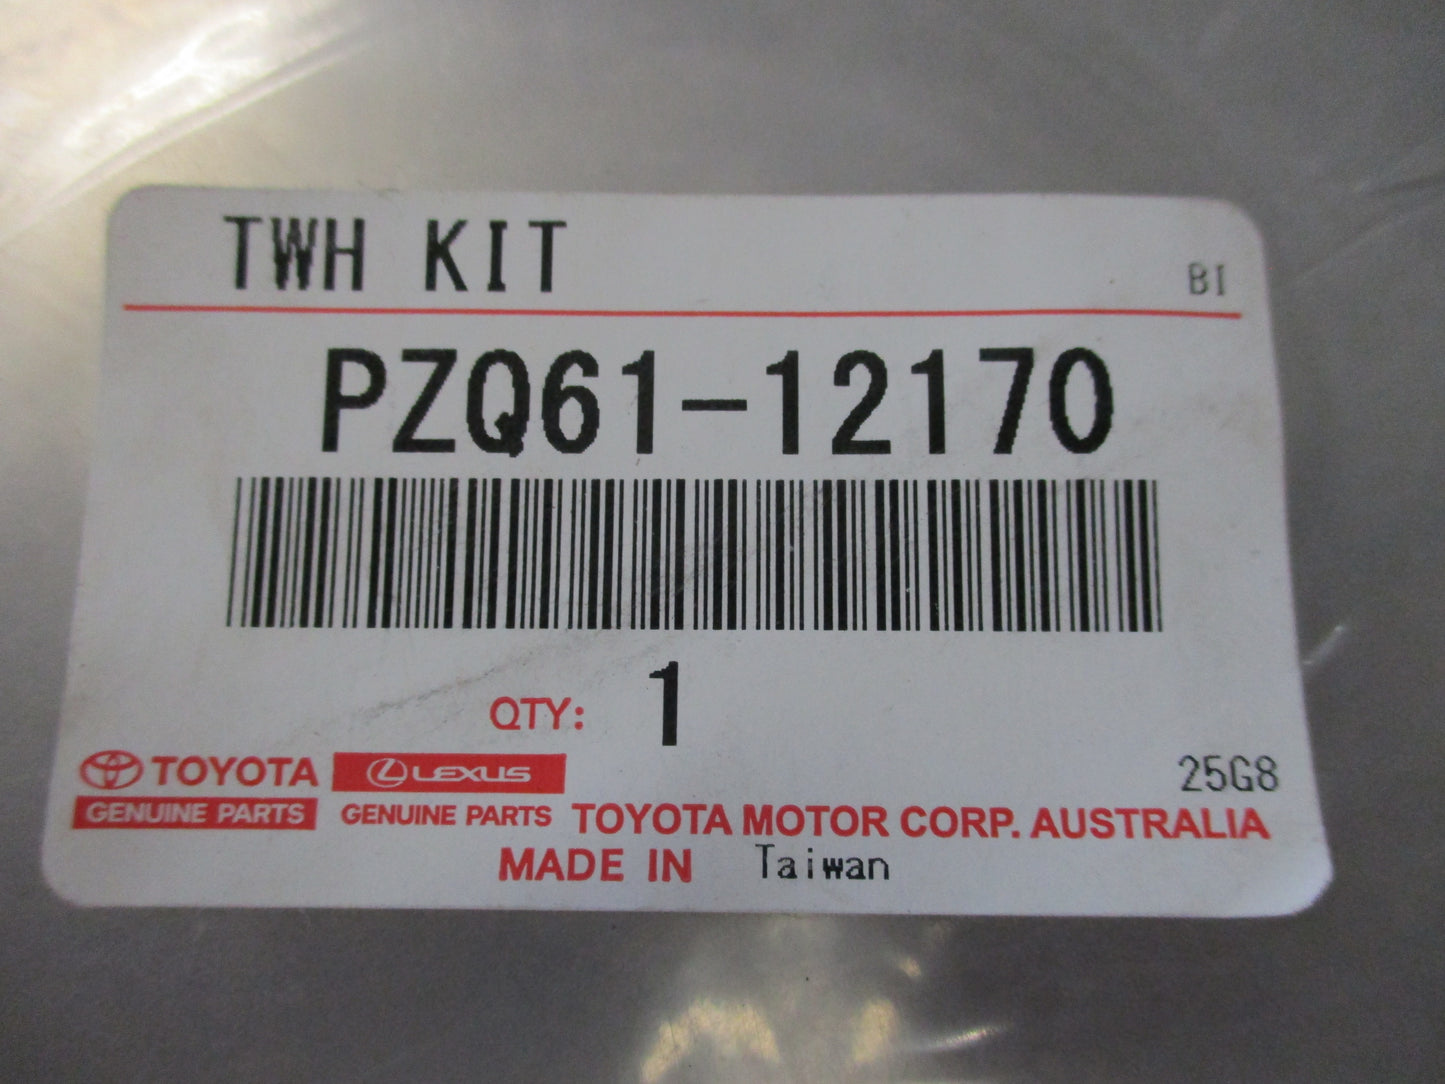 TWH KIT
BI
PZQ61-12170
QTY: 1
TOYOTA LEXUS
25G8
GENUINE PARTS GENUINE PARTS TOYOTA MOTOR CORP. AUSTRALIA
MADE IN Taiwan